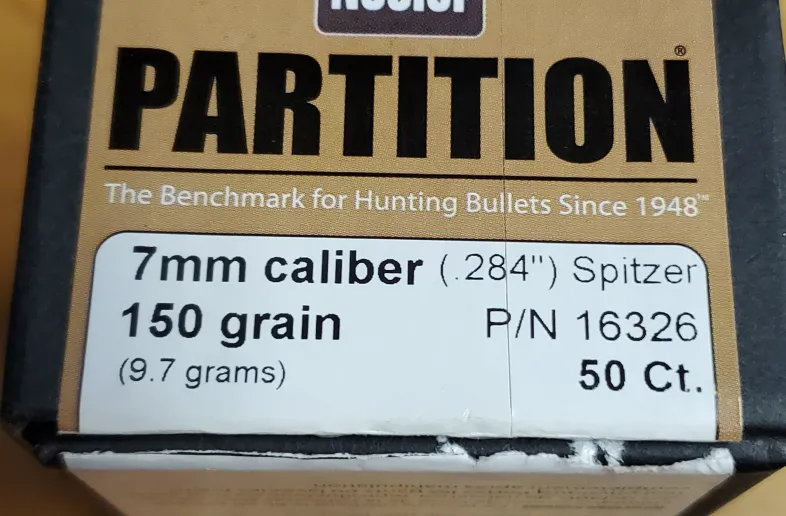 Nosler
PARTITION®
The Benchmark for Hunting Bullets Since 1948™
7mm caliber (.284") Spitzer
150 grain P/N 16326
(9.7 grams) 50 Ct.